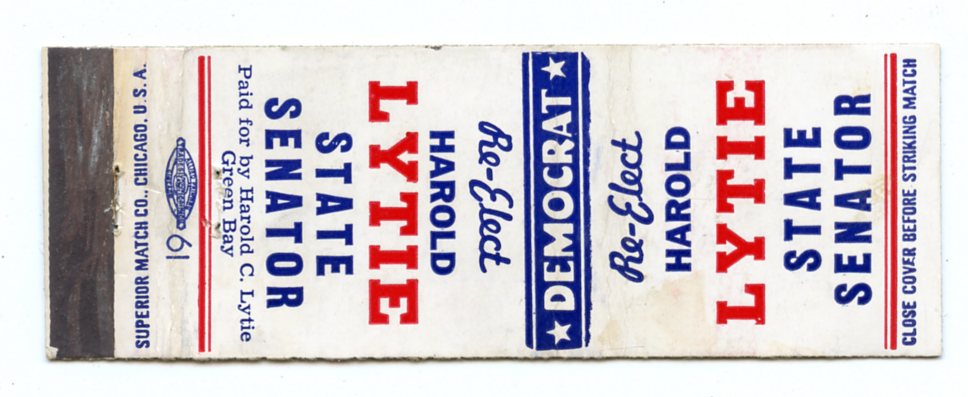 Re-Elect
HAROLD
LYTIE
STATE
SENATOR
Paid for by Harold C. Lytie
Green Bay
SUPERIOR MATCH CO., CHICAGO, U.S.A.
DEMOCRAT
Re-Elect
HAROLD
LYTIE
STATE
SENATOR
CLOSE COVER BEFORE STRIKING MATCH